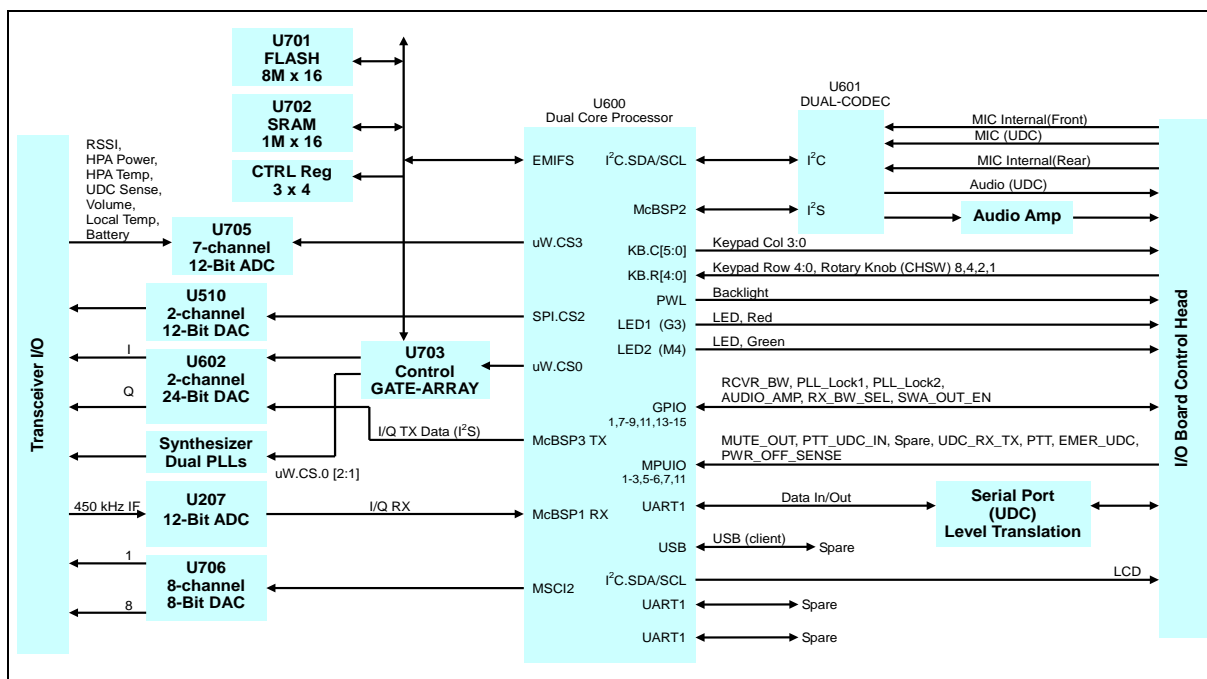 U701
FLASH
8M x 16
U702
SRAM
1M x 16
CTRL Reg
3 x 4
Transceiver I/O
RSSI,
HPA Power,
HPA Temp,
UDC Sense,
Volume,
Local Temp,
Battery
U705
7-channel
12-Bit ADC
U510
2-channel
12-Bit DAC
I
Q
U602
2-channel
24-Bit DAC
U703
Control
GATE-ARRAY
I/Q TX Data (I²S)
Synthesizer
Dual PLLs
uW.CS.0 [2:1]
450 kHz IF
U207
12-Bit ADC
I/Q RX
1
8
U706
8-channel
8-Bit DAC
U600
Dual Core Processor
EMIFS
uW.CS3
SPI.CS2
uW.CS0
McBSP3 TX
McBSP1 RX
MSCI2
I²C.SDA/SCL
McBSP2
KB.C[5:0]
KB.R[4:0]
PWL
LED1 (G3)
LED2 (M4)
GPIO
1,7-9,11,13-15
MPUIO
1-3,5-6,7,11
UART1
USB
I²C.SDA/SCL
UART1
UART1
U601
DUAL-CODEC
I²C
I²S
MIC Internal(Front)
MIC (UDC)
MIC Internal(Rear)
Audio (UDC)
Audio Amp
Keypad Col 3:0
Keypad Row 4:0, Rotary Knob (CHSW) 8,4,2,1
Backlight
LED, Red
LED, Green
RCVR_BW, PLL_Lock1, PLL_Lock2,
AUDIO_AMP, RX_BW_SEL, SWA_OUT_EN
MUTE_OUT, PTT_UDC_IN, Spare, UDC_RX_TX, PTT, EMER_UDC,
PWR_OFF_SENSE
Data In/Out
Serial Port
(UDC)
Level Translation
USB (client)
Spare
LCD
Spare
Spare
I/O Board Control Head